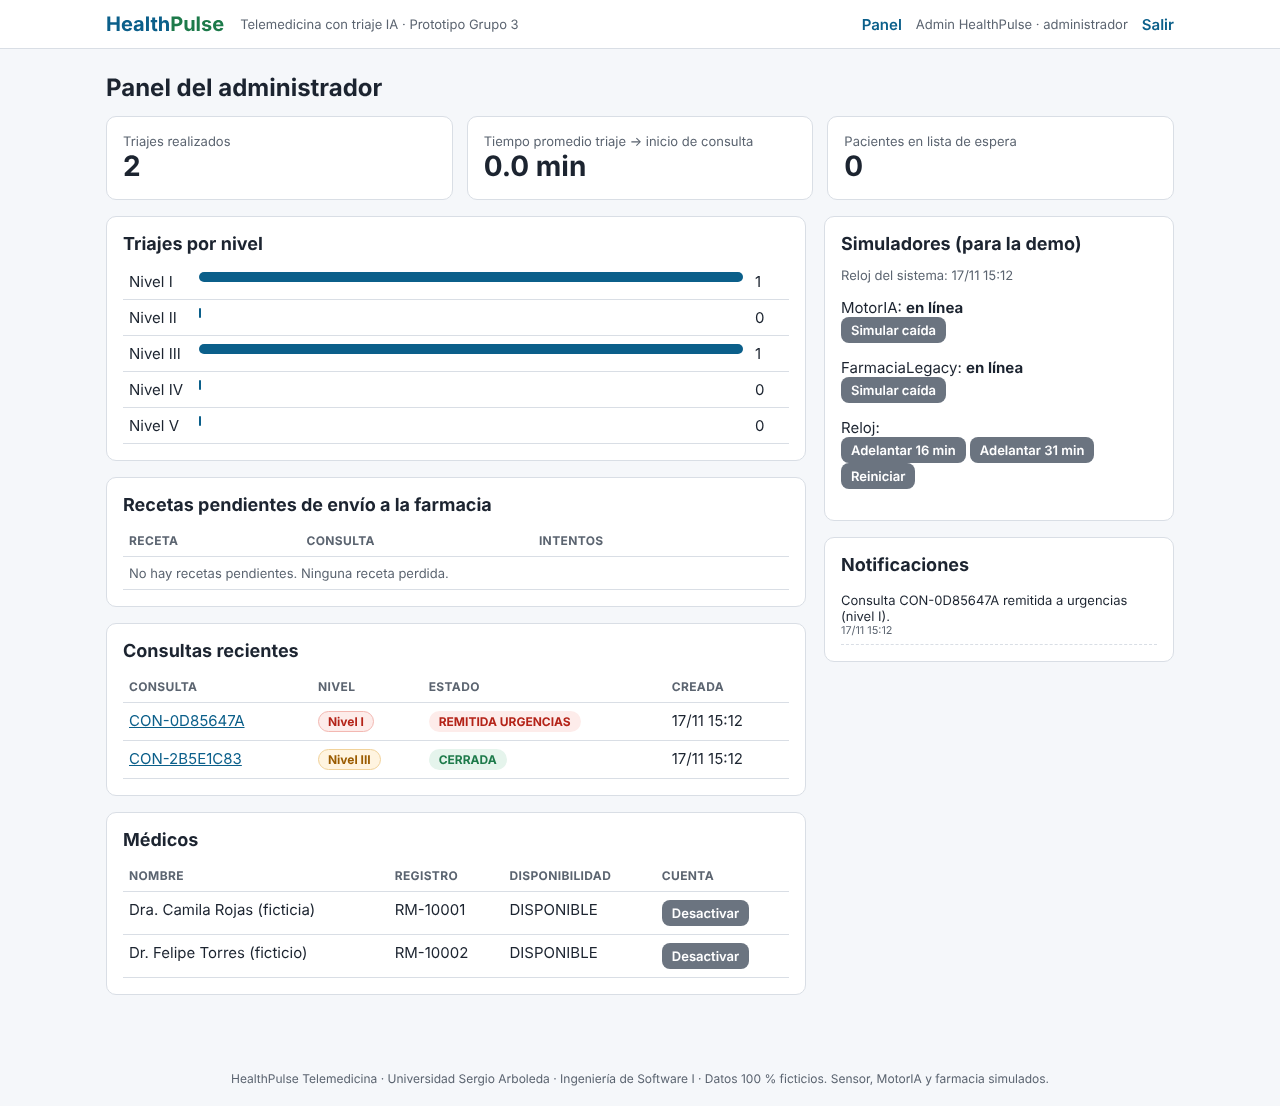 HealthPulse Telemedicina con triaje IA · Prototipo Grupo 3 Panel Admin HealthPulse · administrador Salir
Panel del administrador
Triajes realizados
2
Tiempo promedio triaje → inicio de consulta
0.0 min
Pacientes en lista de espera
0
Triajes por nivel
Nivel I 1
Nivel II 0
Nivel III 1
Nivel IV 0
Nivel V 0
Recetas pendientes de envío a la farmacia
RECETA CONSULTA INTENTOS
No hay recetas pendientes. Ninguna receta perdida.
Consultas recientes
CONSULTA NIVEL ESTADO CREADA
CON-0D85647A Nivel I REMITIDA URGENCIAS 17/11 15:12
CON-2B5E1C83 Nivel III CERRADA 17/11 15:12
Médicos
NOMBRE REGISTRO DISPONIBILIDAD CUENTA
Dra. Camila Rojas (ficticia) RM-10001 DISPONIBLE Desactivar
Dr. Felipe Torres (ficticio) RM-10002 DISPONIBLE Desactivar
Simuladores (para la demo)
Reloj del sistema: 17/11 15:12
MotorIA: en línea
Simular caída
FarmaciaLegacy: en línea
Simular caída
Reloj:
Adelantar 16 min Adelantar 31 min
Reiniciar
Notificaciones
Consulta CON-0D85647A remitida a urgencias
(nivel I).
17/11 15:12
HealthPulse Telemedicina · Universidad Sergio Arboleda · Ingeniería de Software I · Datos 100 % ficticios. Sensor, MotorIA y farmacia simulados.